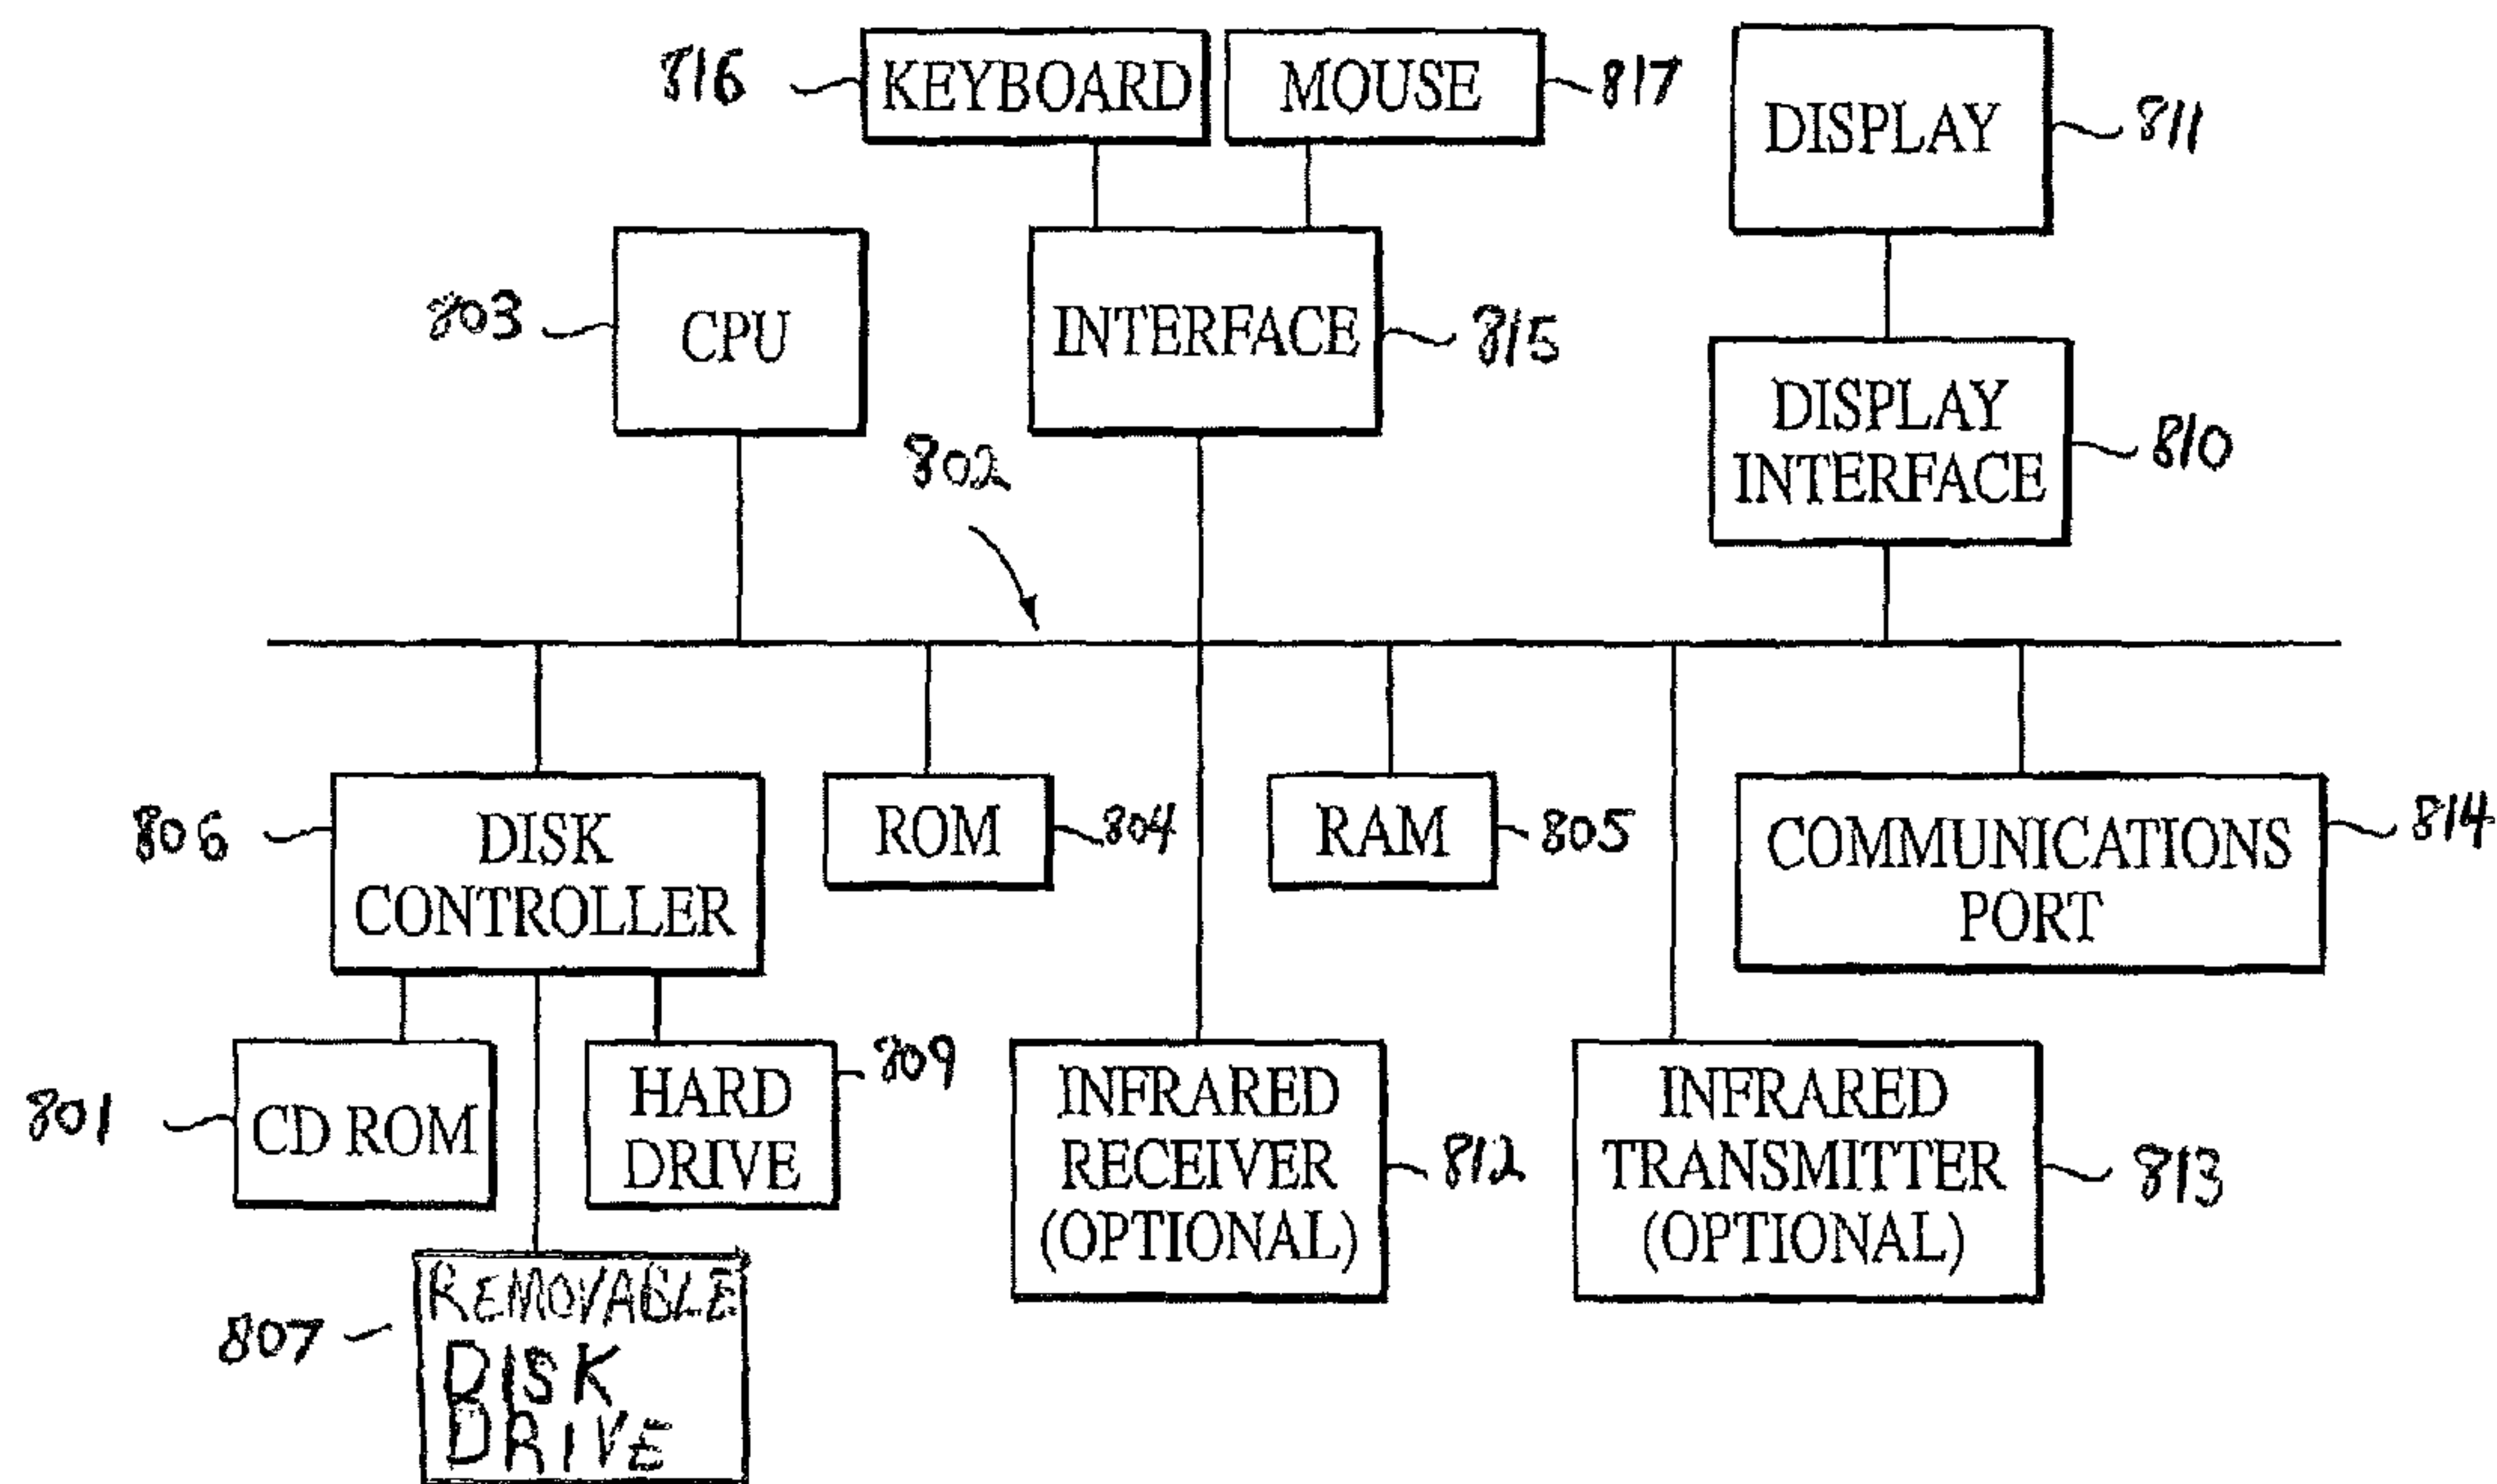 816
KEYBOARD
MOUSE
817
DISPLAY
811
803
CPU
INTERFACE
815
DISPLAY
INTERFACE
810
802
806
DISK
CONTROLLER
ROM
804
RAM
805
COMMUNICATIONS
PORT
814
801
CD ROM
HARD
DRIVE
809
INFRARED
RECEIVER
(OPTIONAL)
812
INFRARED
TRANSMITTER
(OPTIONAL)
813
807
REMOVABLE
DISK
DRIVE